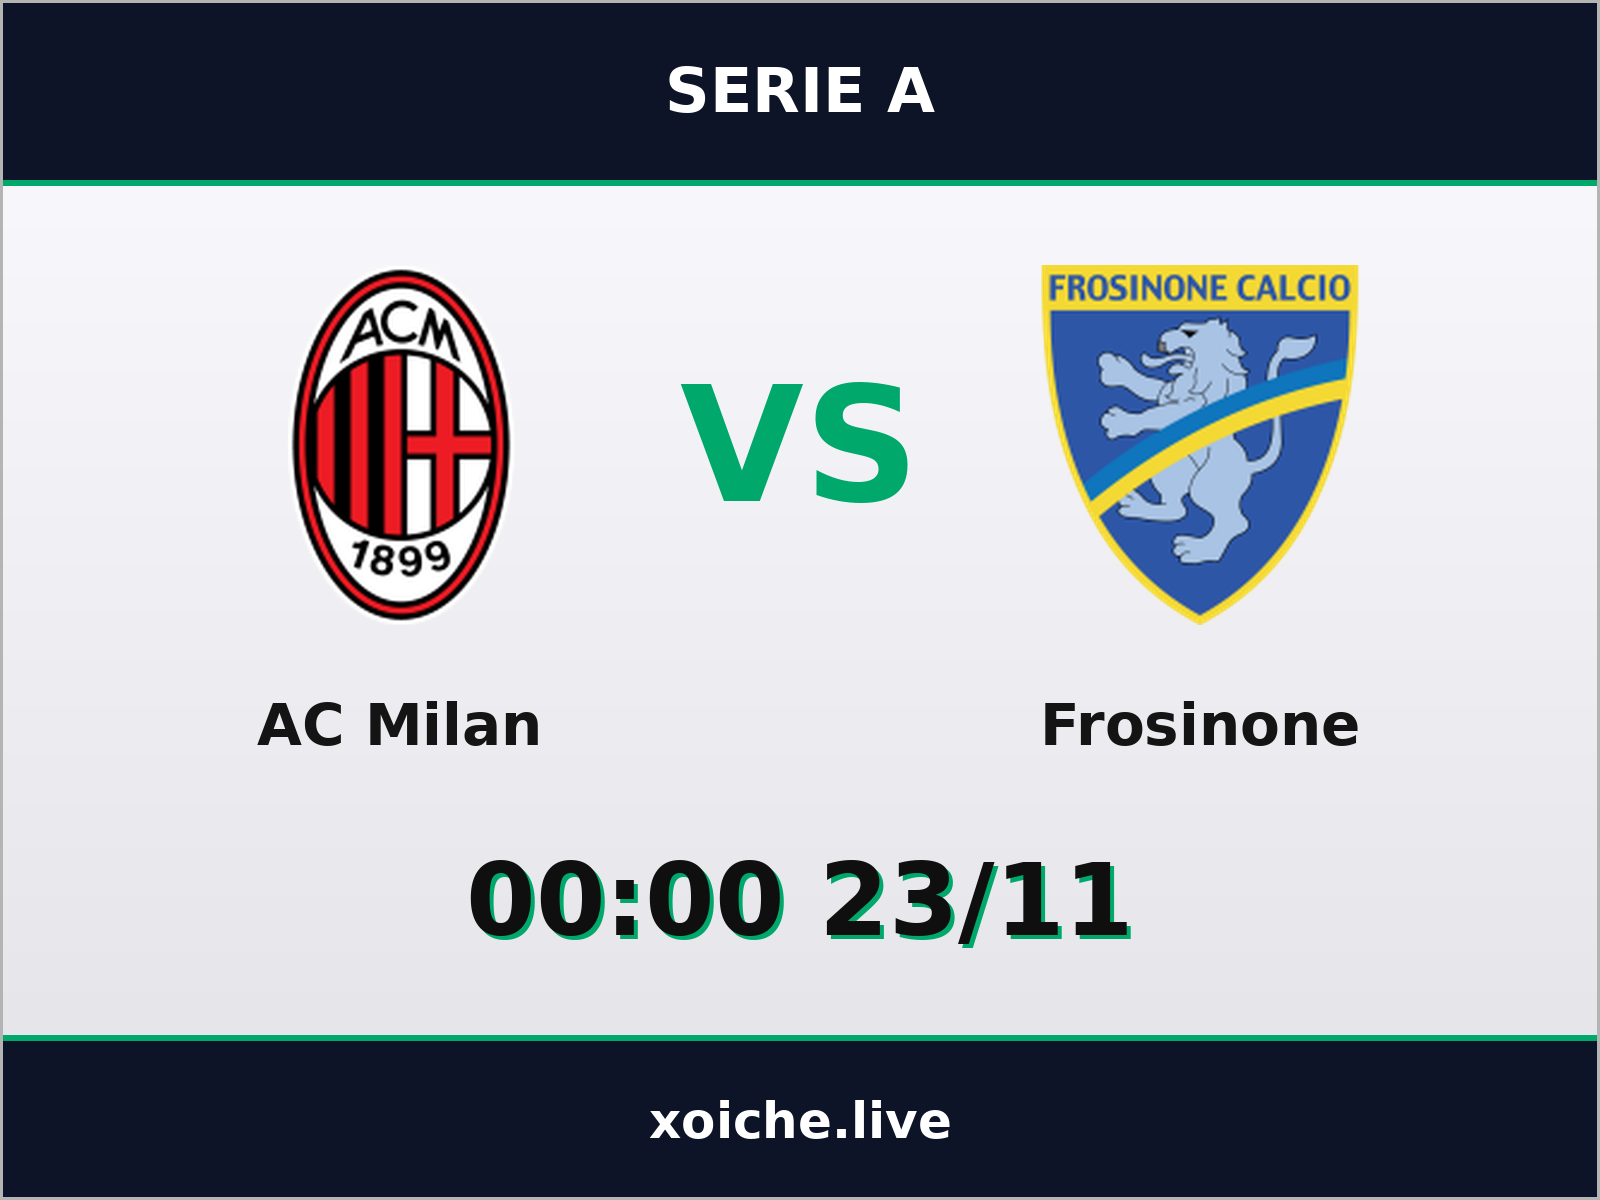 SERIE A
ACM
1899
VS
FROSINONE CALCIO
AC Milan
Frosinone
00:00 23/11
xoiche.live